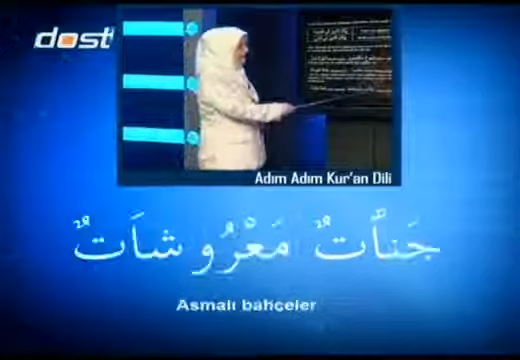 dost
Adım Adım Kur'an Dili
جَنَّاتٌ مَعْرُوشَاتٌ
Asmalı bahçeler